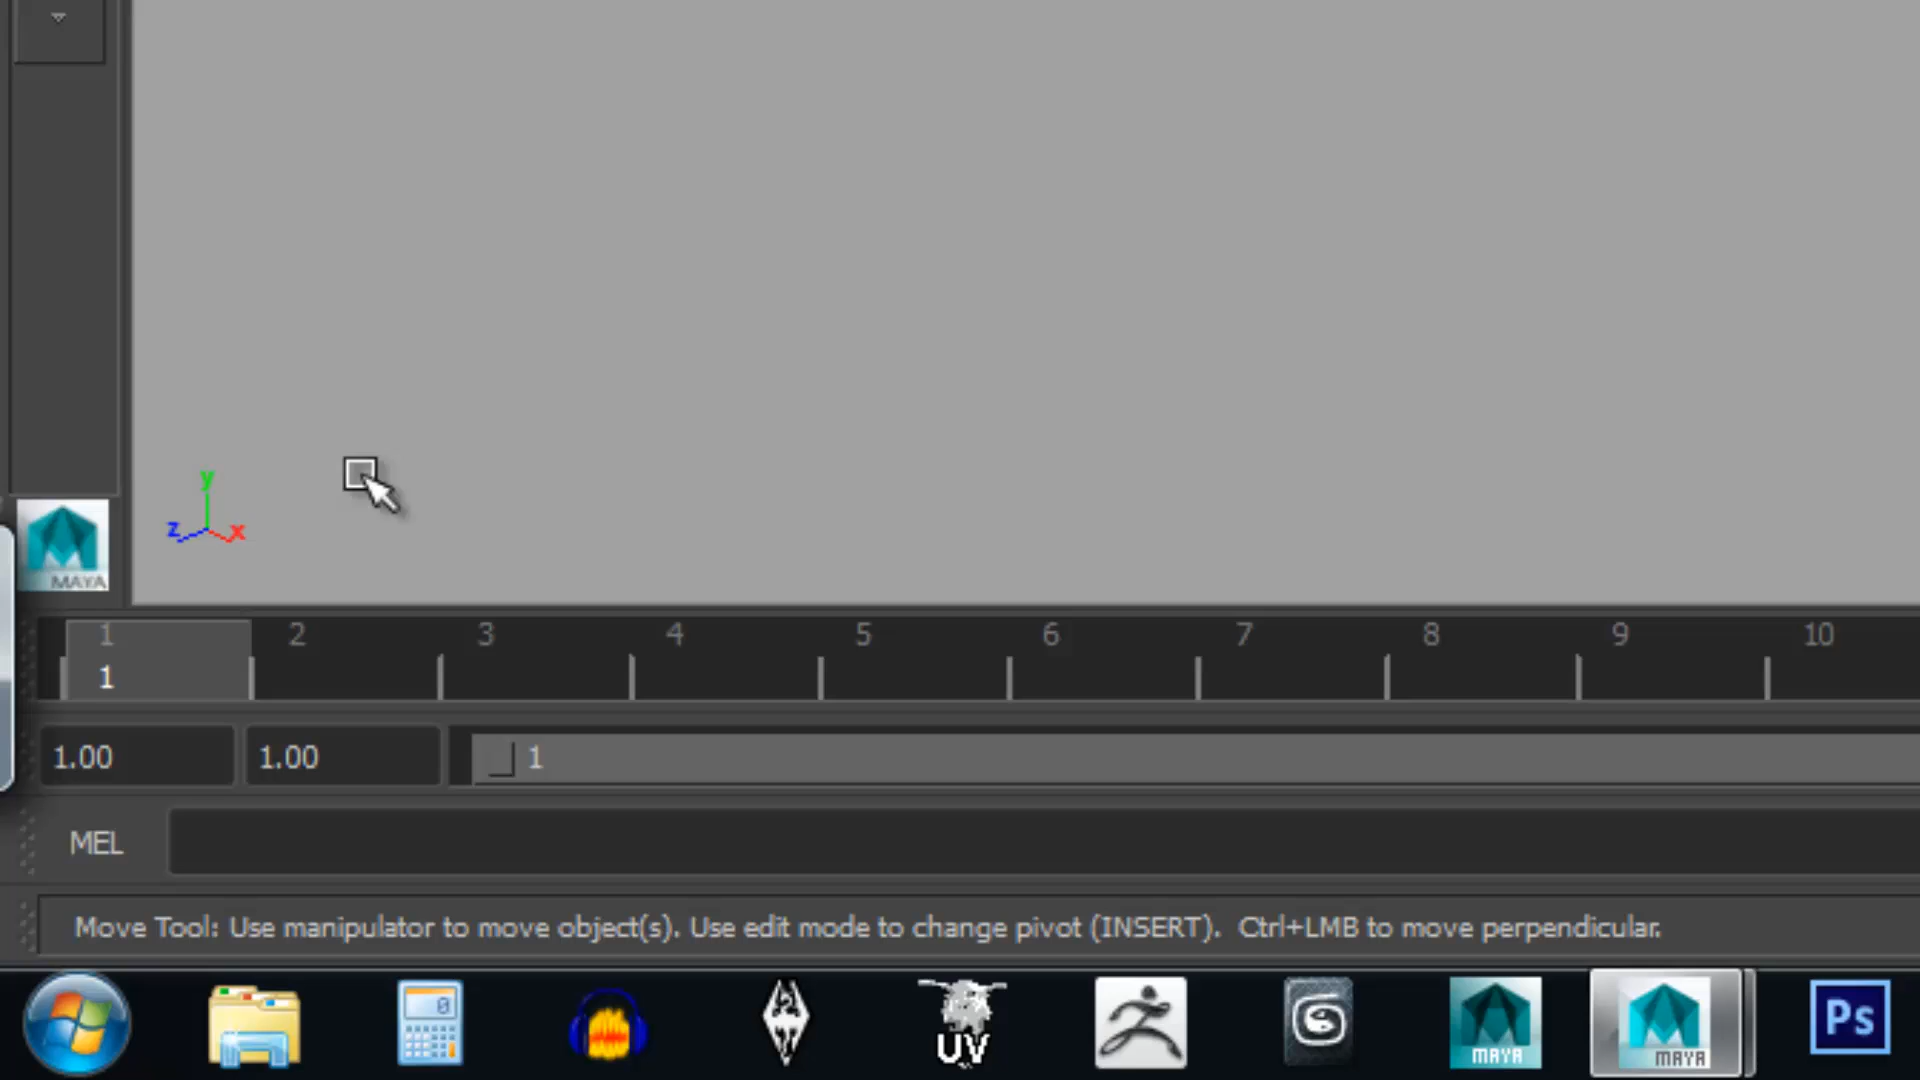 y
z x
MAYA
1 2 3 4 5 6 7 8 9 10
1
1.00 1.00 1
MEL
Move Tool: Use manipulator to move object(s). Use edit mode to change pivot (INSERT). Ctrl+LMB to move perpendicular.
0 UV MAYA MAYA Ps